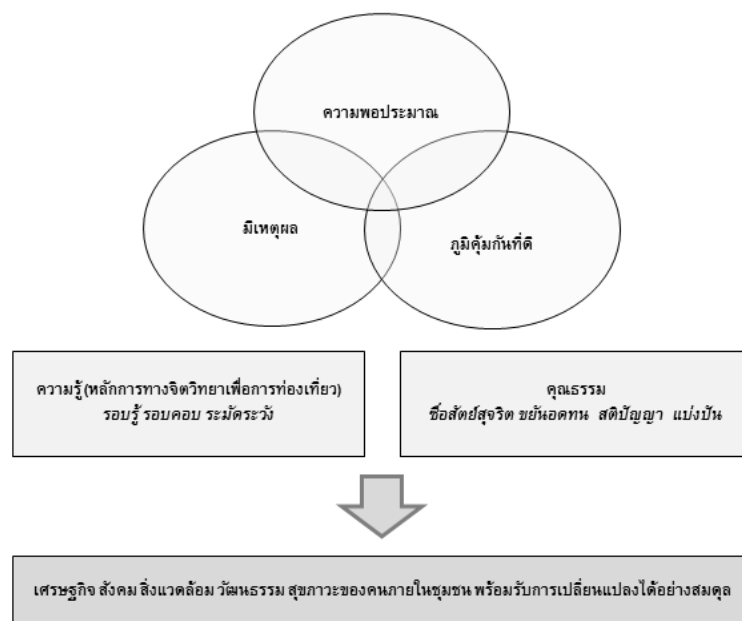 ความพอประมาณ
มีเหตุผล
ภูมิคุ้มกันที่ดี
ความรู้(หลักการทางจิตวิทยาเพื่อการท่องเที่ยว)
รอบรู้ รอบคอบ ระมัดระวัง
คุณธรรม
ซื่อสัตย์สุจริต ขยันอดทน สติปัญญา แบ่งปัน
เศรษฐกิจ สังคม สิ่งแวดล้อม วัฒนธรรม สุขภาวะของคนภายในชุมชน พร้อมรับการเปลี่ยนแปลงได้อย่างสมดุล